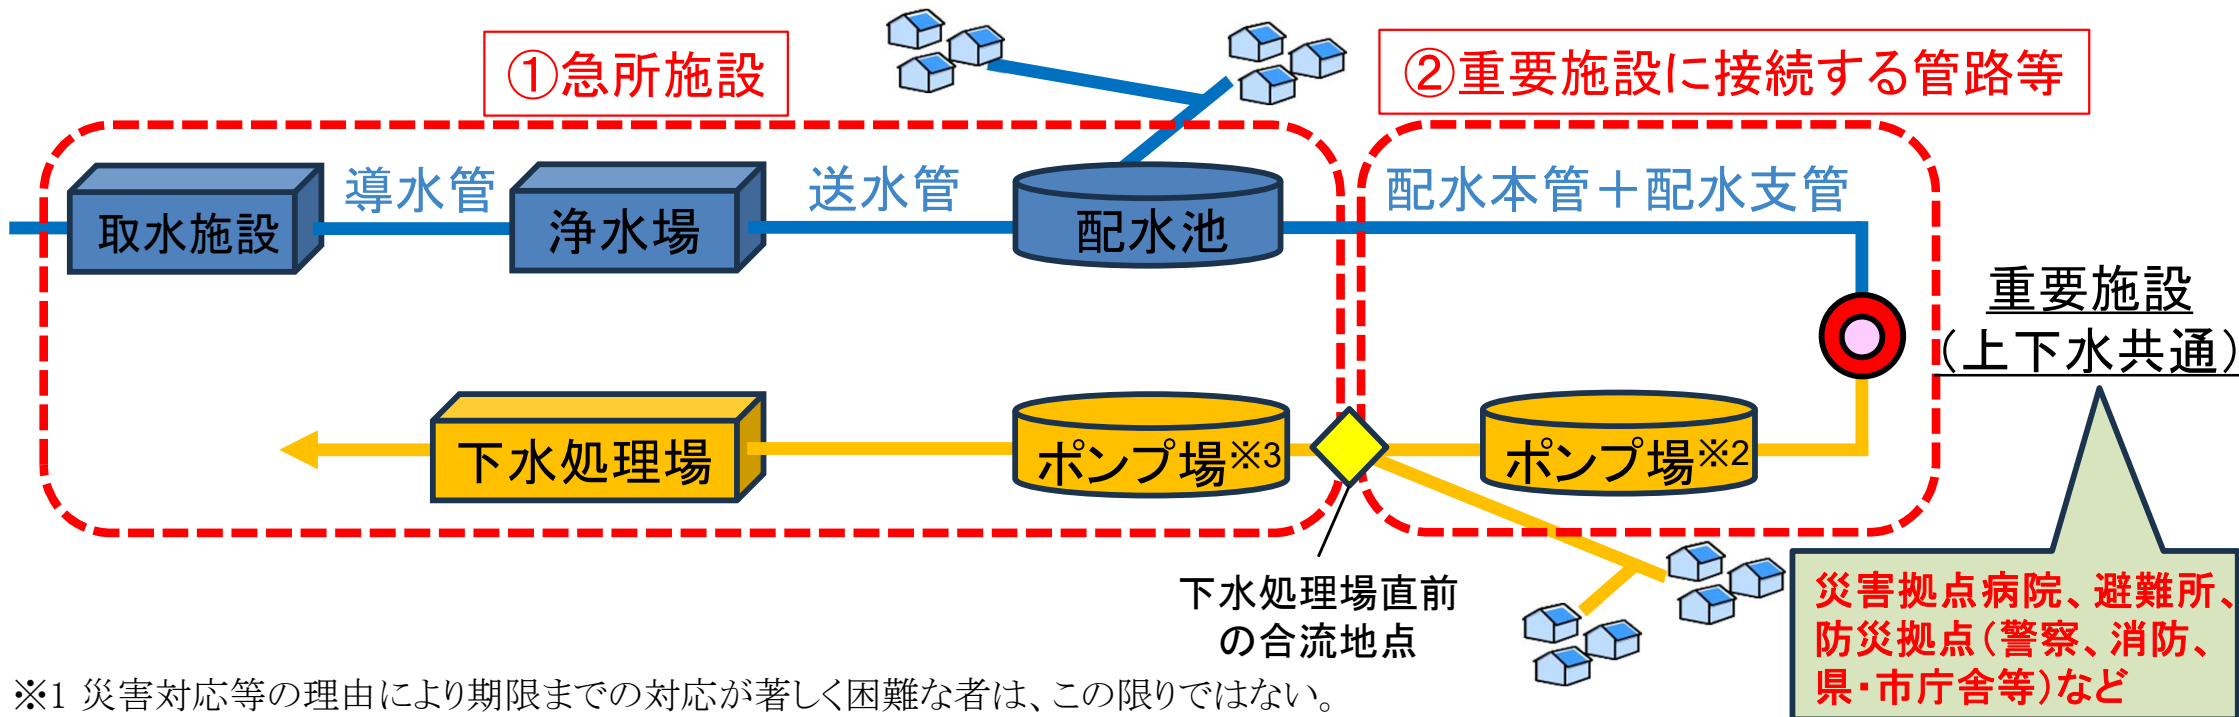 ①急所施設
②重要施設に接続する管路等
取水施設
導水管
浄水場
送水管
配水池
配水本管＋配水支管
重要施設
（上下水共通）
下水処理場
ポンプ場※3
ポンプ場※2
下水処理場直前
の合流地点
災害拠点病院、避難所、
防災拠点（警察、消防、
県・市庁舎等）など
※1 災害対応等の理由により期限までの対応が著しく困難な者は、この限りではない。